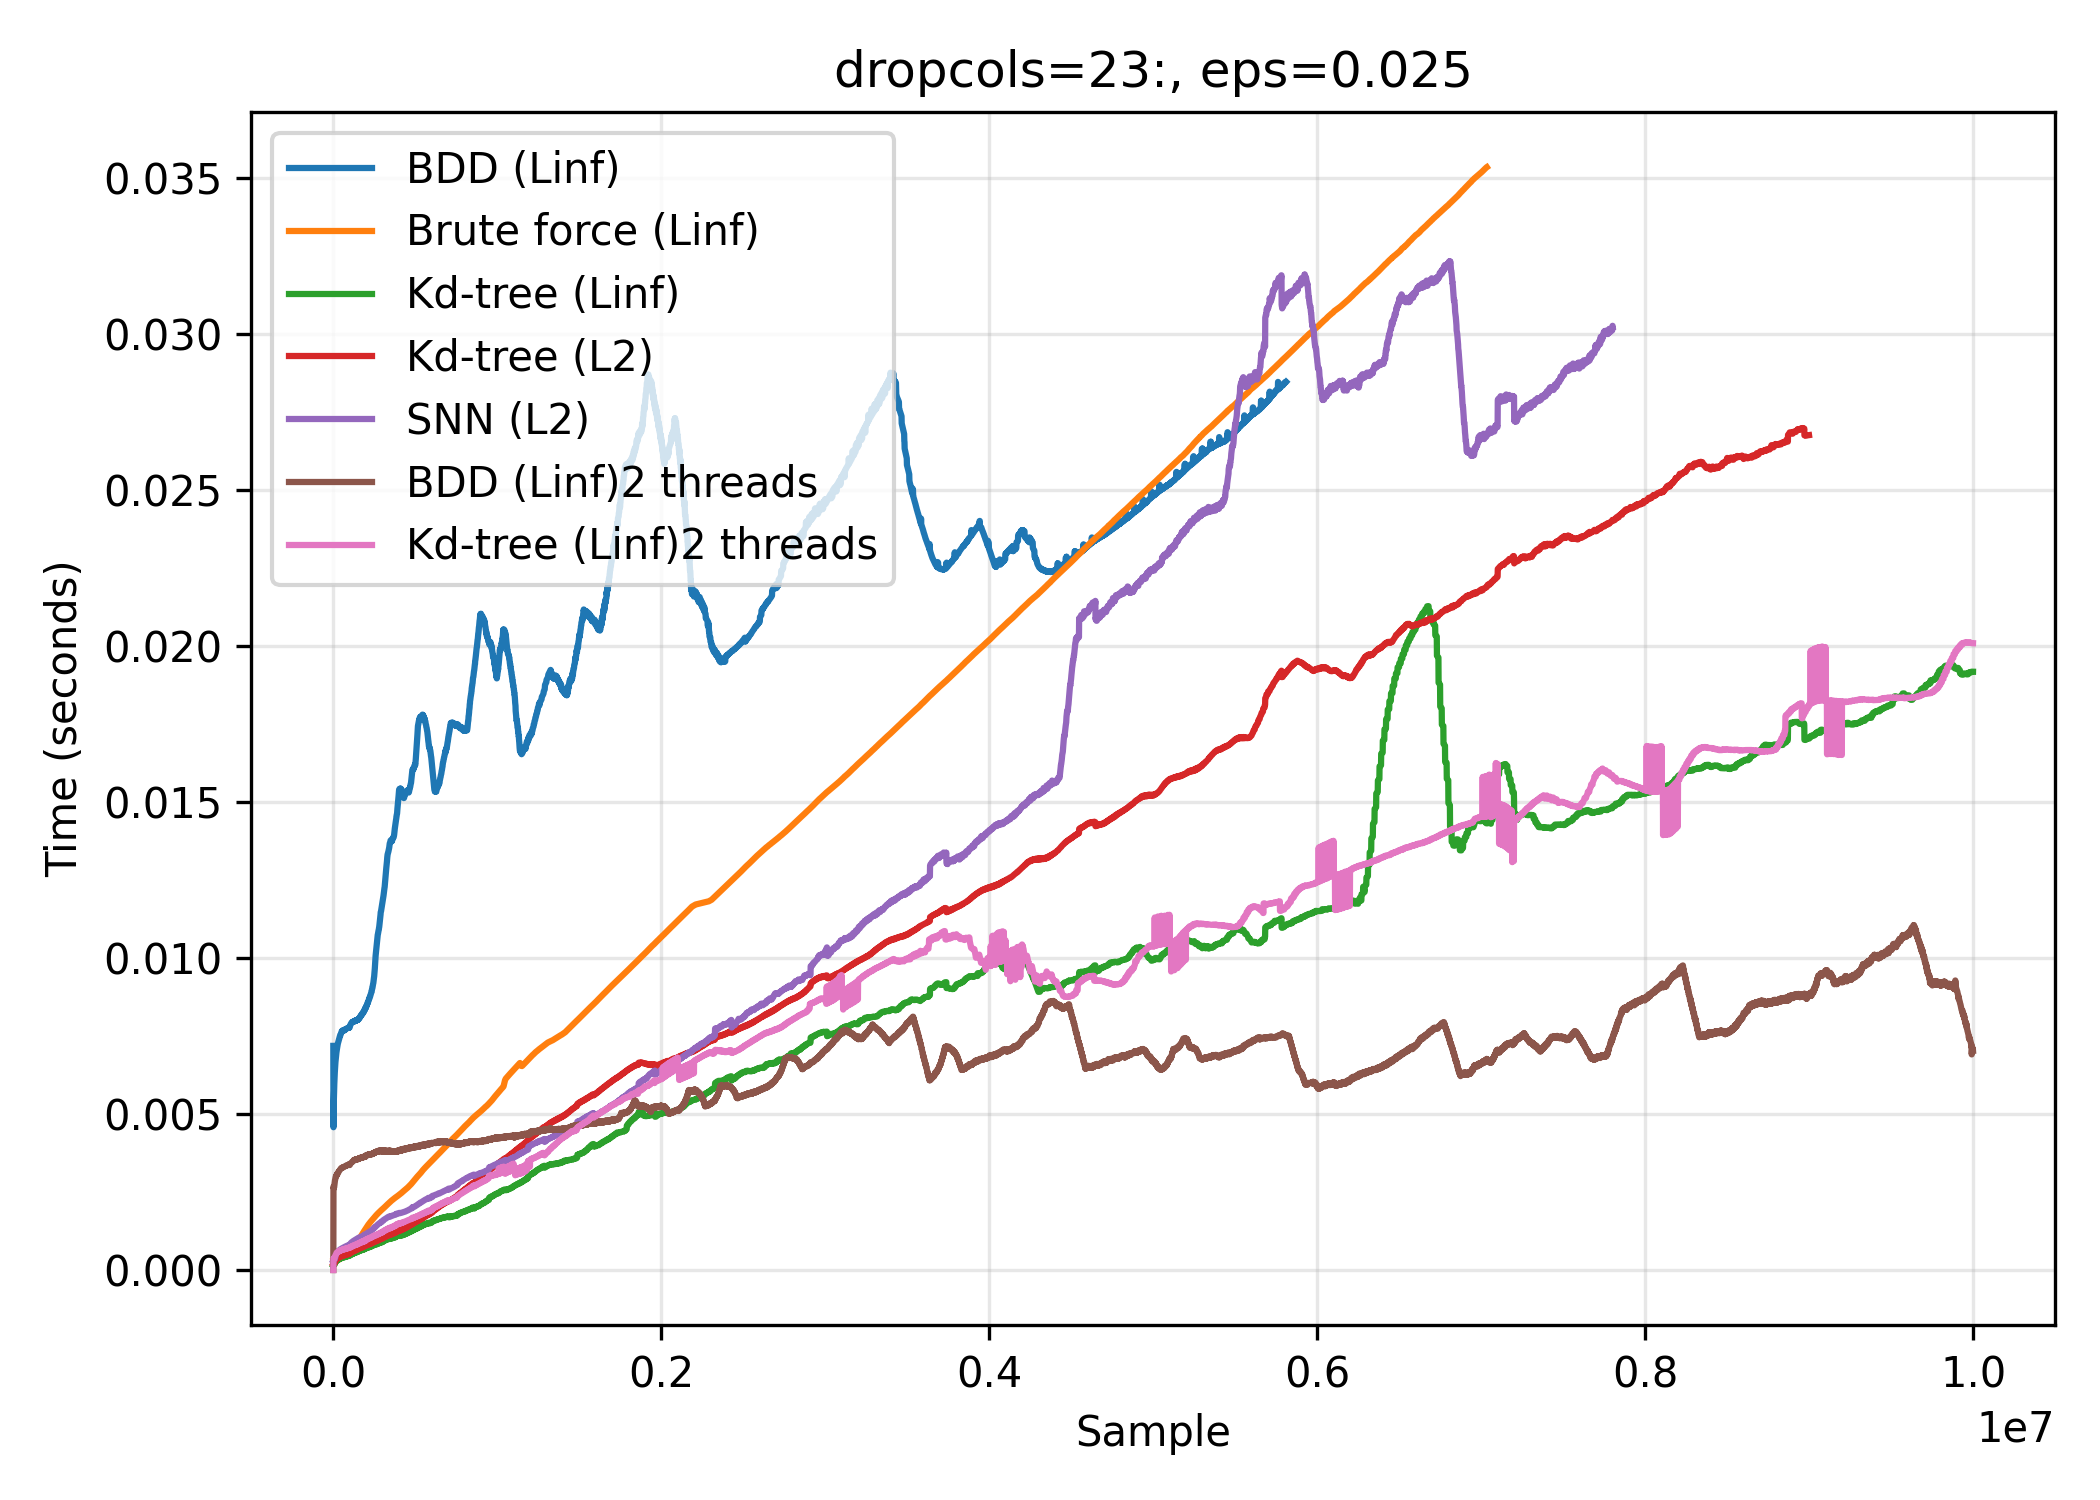 dropcols=23:, eps=0.025
BDD (Linf)
Brute force (Linf)
Kd-tree (Linf)
Kd-tree (L2)
SNN (L2)
BDD (Linf)2 threads
Kd-tree (Linf)2 threads
Time (seconds)
0.035
0.030
0.025
0.020
0.015
0.010
0.005
0.000
0.0 0.2 0.4 0.6 0.8 1.0
Sample
1e7